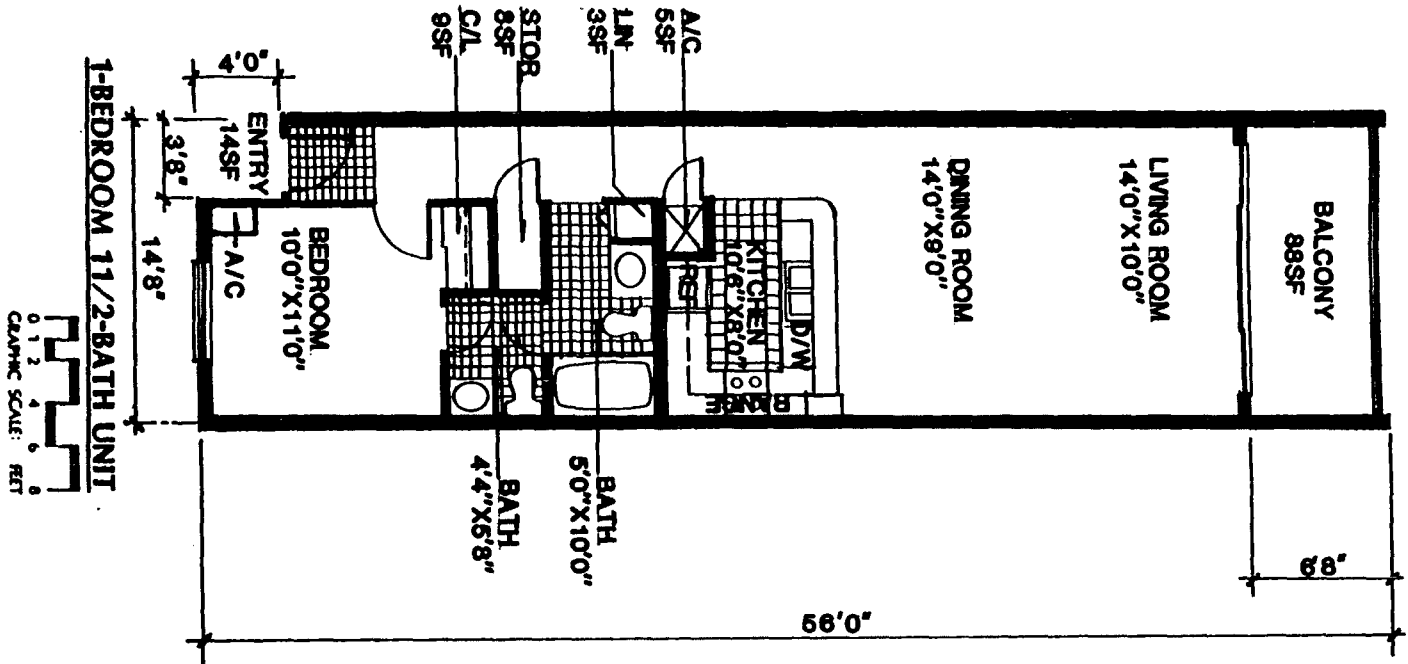 A/C
5SF
LIN
3SF
STOR
8SF
C/L
9SF
4'0"
ENTRY
14SF
3'8"
14'8"
A/C
BEDROOM
10'0"X11'0"
KITCHEN
10'6"X8'0"
REF
D/W
RANGE
DINING ROOM
14'0"X9'0"
LIVING ROOM
14'0"X10'0"
BALCONY
88SF
BATH
5'0"X10'0"
BATH
4'4"X5'8"
6'8"
56'0"
1-BEDROOM 11/2-BATH UNIT
0 1 2 4 6 8
GRAPHIC SCALE: FEET